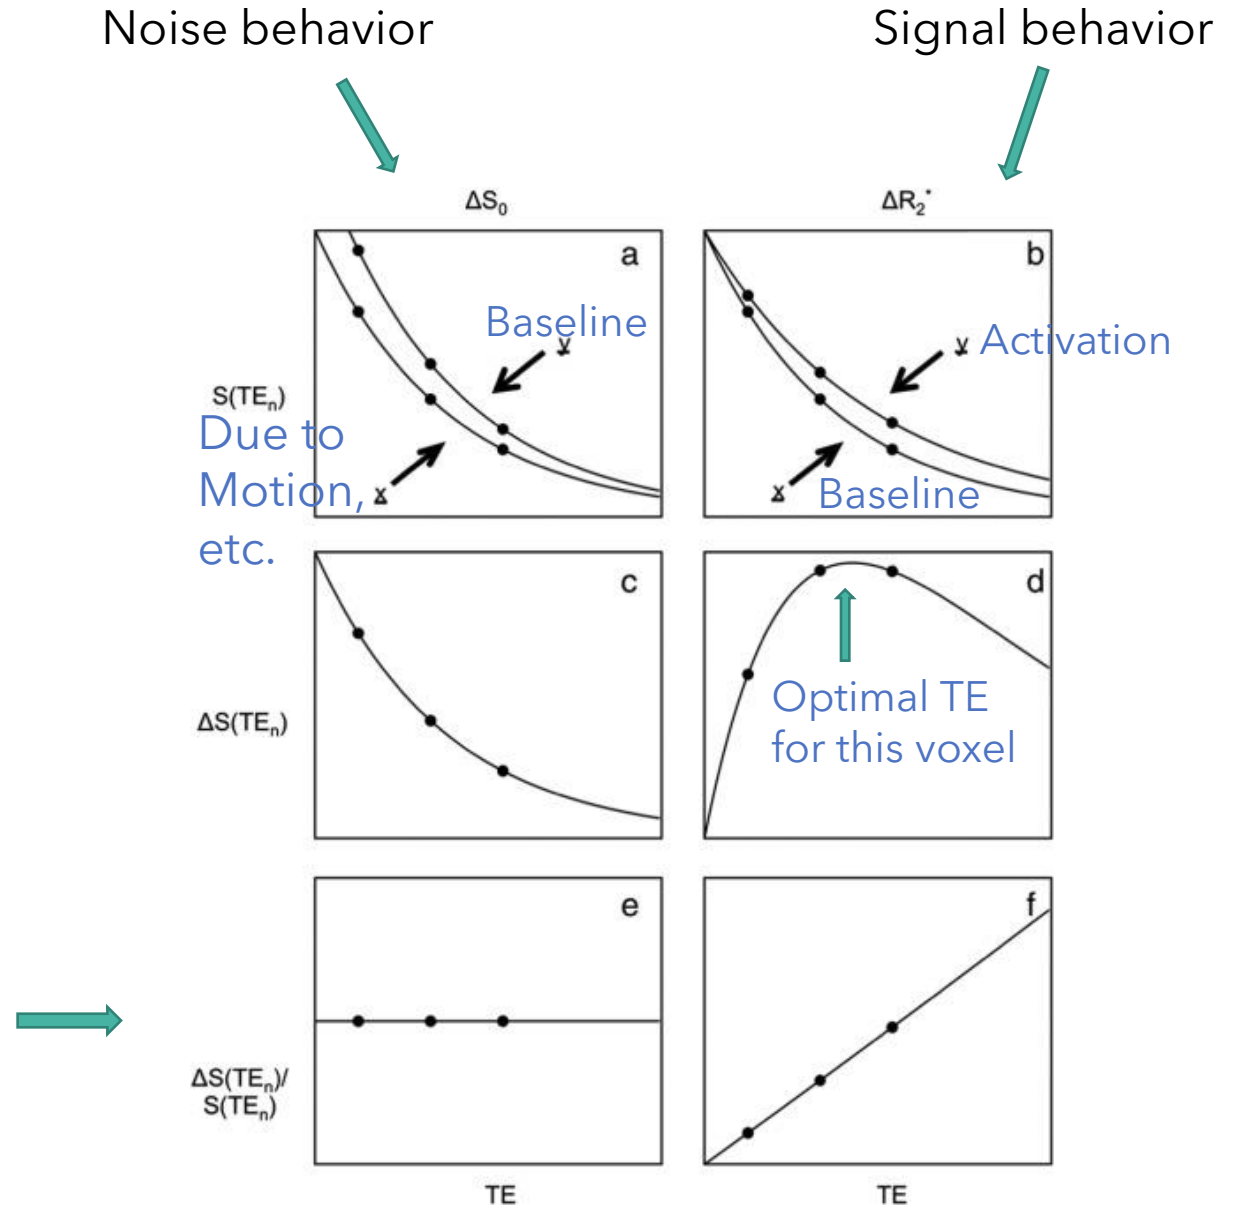 Noise behavior
Signal behavior
ΔS₀
ΔR₂*
a
b
Baseline
y
y Activation
S(TEₙ)
Due to
Motion, x
etc.
x Baseline
c
d
ΔS(TEₙ)
Optimal TE
for this voxel
e
f
ΔS(TEₙ)/
S(TEₙ)
TE
TE